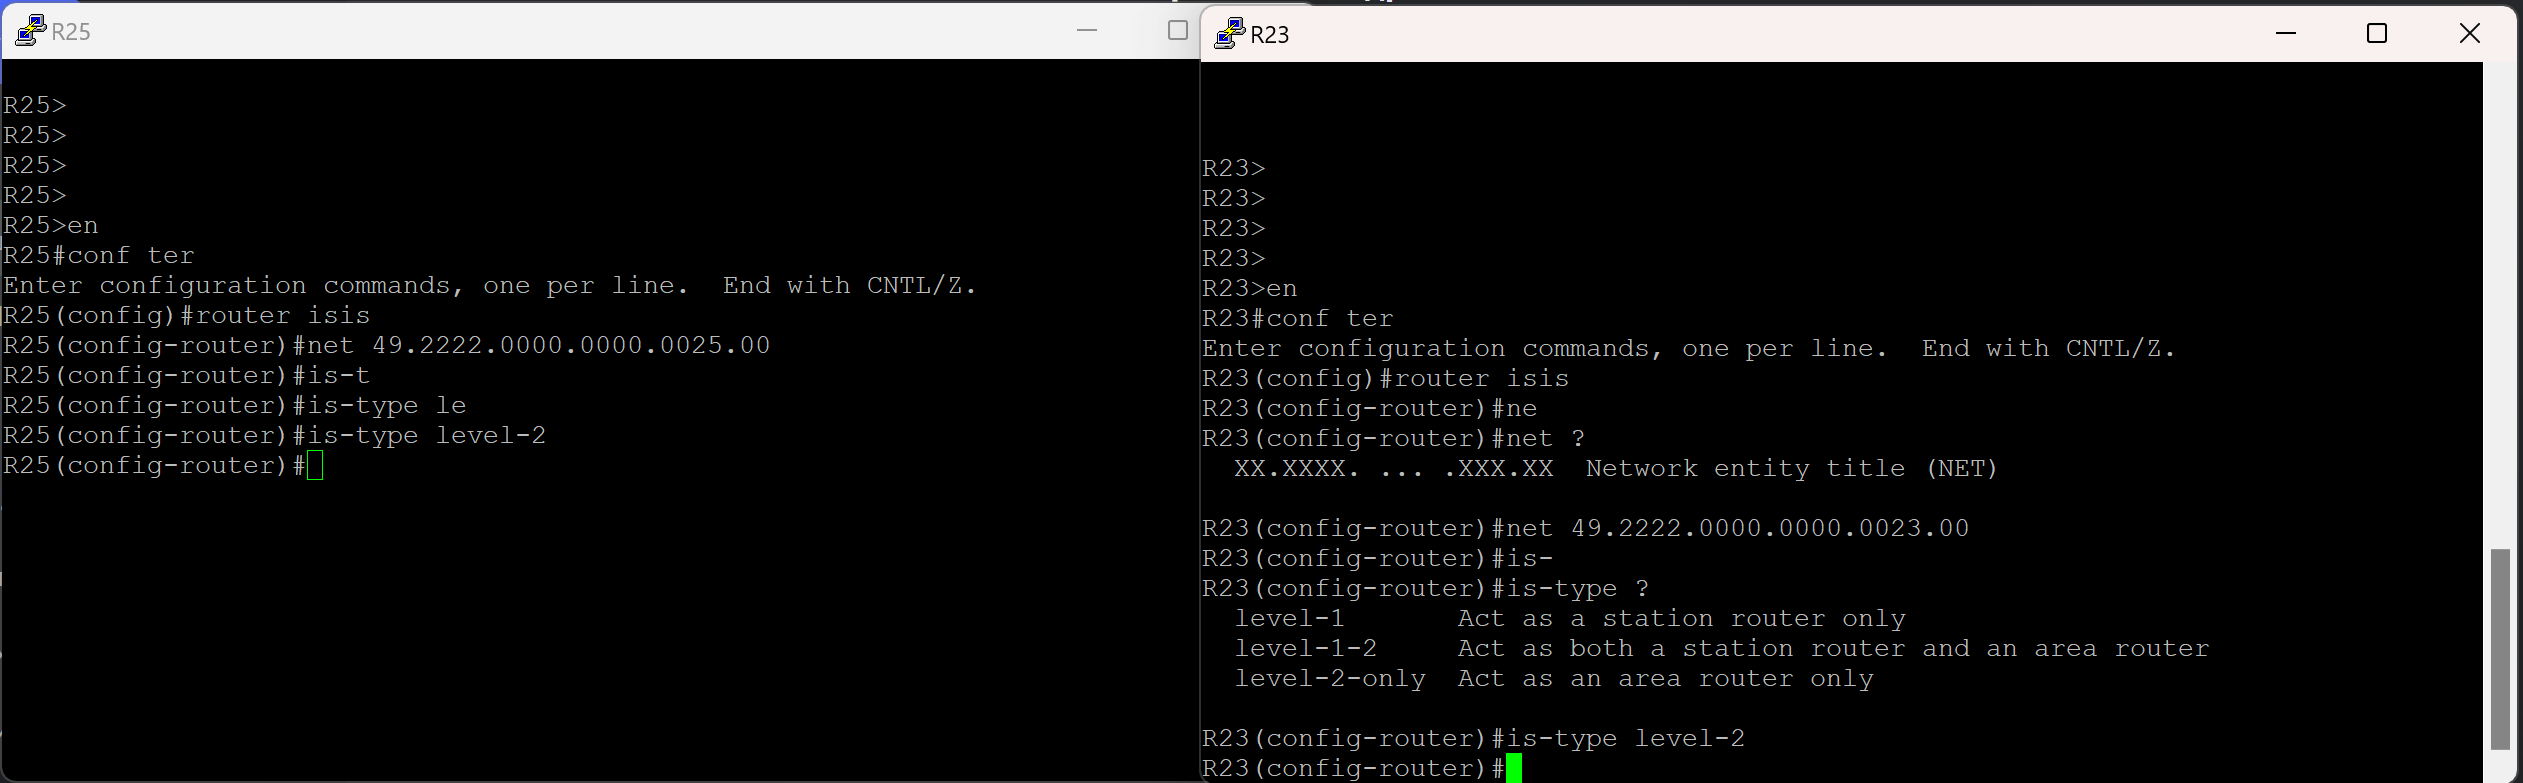 R25
R25>
R25>
R25>
R25>
R25>en
R25#conf ter
Enter configuration commands, one per line.  End with CNTL/Z.
R25(config)#router isis
R25(config-router)#net 49.2222.0000.0000.0025.00
R25(config-router)#is-t
R25(config-router)#is-type le
R25(config-router)#is-type level-2
R25(config-router)#
R23
R23>
R23>
R23>
R23>
R23>en
R23#conf ter
Enter configuration commands, one per line.  End with CNTL/Z.
R23(config)#router isis
R23(config-router)#ne
R23(config-router)#net ?
  XX.XXXX. ... .XXX.XX  Network entity title (NET)
R23(config-router)#net 49.2222.0000.0000.0023.00
R23(config-router)#is-
R23(config-router)#is-type ?
  level-1       Act as a station router only
  level-1-2     Act as both a station router and an area router
  level-2-only  Act as an area router only
R23(config-router)#is-type level-2
R23(config-router)#